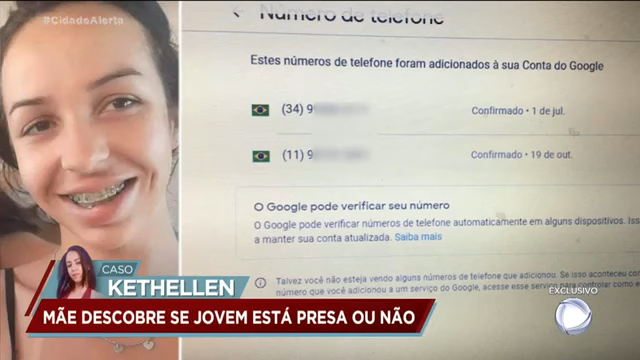 #CidadeAlerta
Número de telefone
Estes números de telefone foram adicionados à sua Conta do Google
(34) 9
Confirmado • 1 de jul.
(11) 9
Confirmado • 19 de out.
O Google pode verificar seu número
O Google pode verificar números de telefone automaticamente em alguns dispositivos. Iss
a manter sua conta atualizada. Saiba mais
Talvez você não esteja vendo alguns números de telefone que adicionou. Se isso aconteceu co
número que você adicionou a um serviço do Google, acesse esse serviço para controlar como e
CASO
KETHELLEN
MÃE DESCOBRE SE JOVEM ESTÁ PRESA OU NÃO
EXCLUSIVO